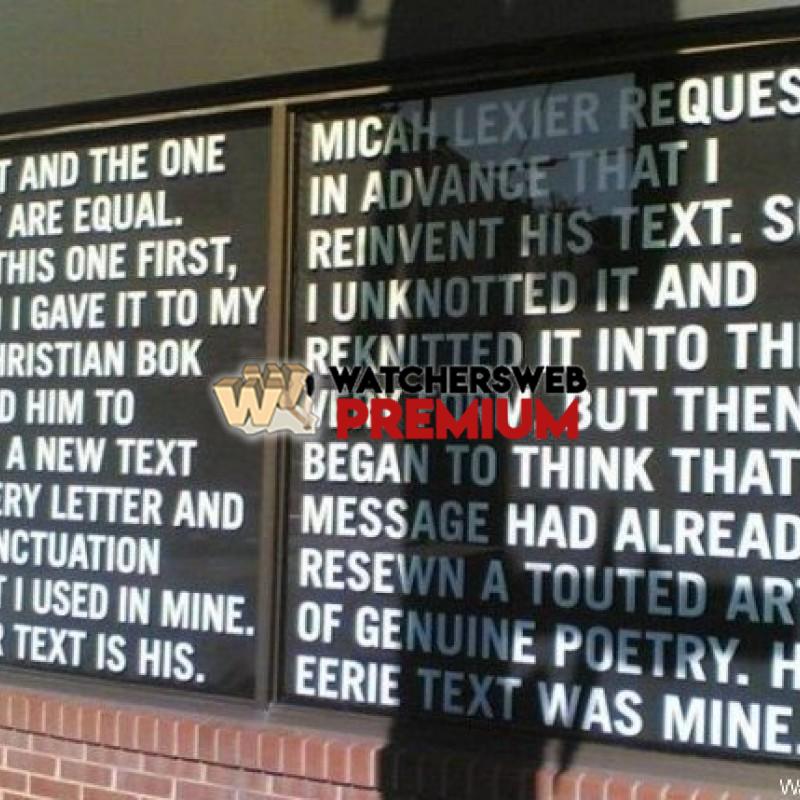 T AND THE ONE
ARE EQUAL.
THIS ONE FIRST,
I GAVE IT TO MY
HRISTIAN BOK
D HIM TO
A NEW TEXT
ERY LETTER AND
NCTUATION
T I USED IN MINE.
R TEXT IS HIS.
MICAH LEXIER REQUES
IN ADVANCE THAT I
REINVENT HIS TEXT. SO
I UNKNOTTED IT AND
REKNITTED IT INTO THI
BUT THEN
BEGAN TO THINK THAT
MESSAGE HAD ALREAD
RESEWN A TOUTED ART
OF GENUINE POETRY. H
EERIE TEXT WAS MINE.
W WATCHERSWEB
PREMIUM